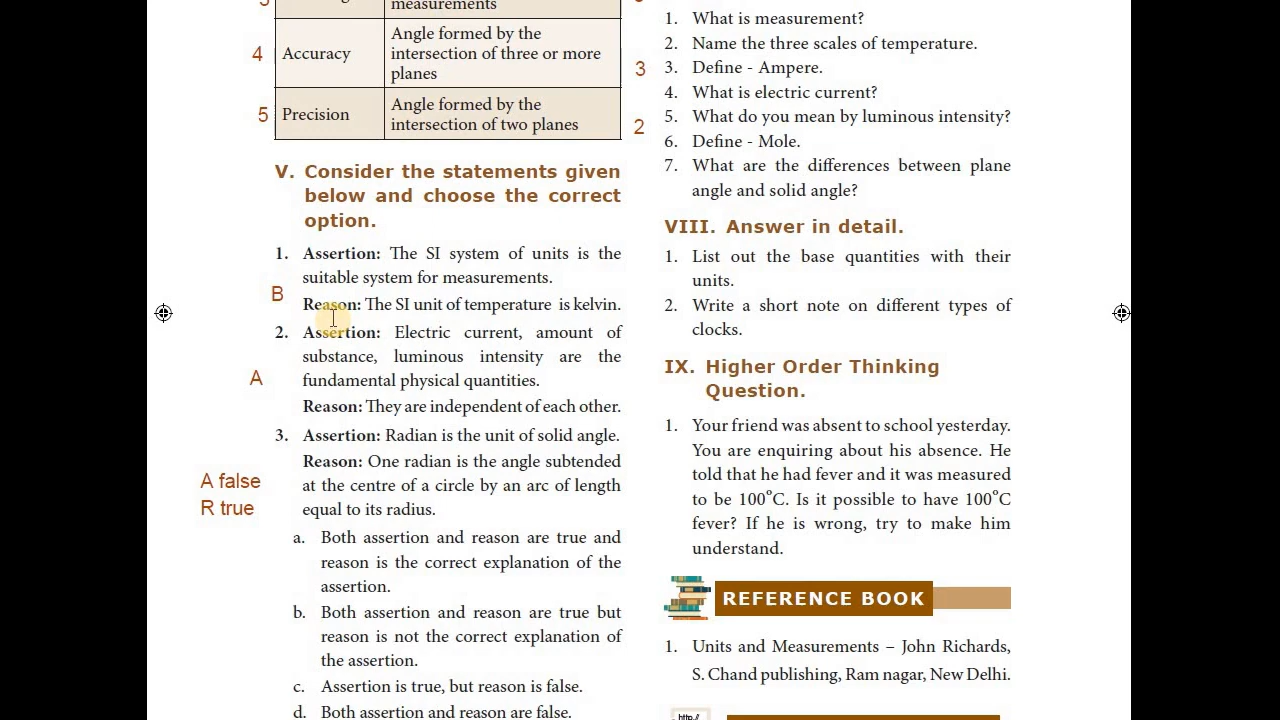 measurements
4 Accuracy Angle formed by the
intersection of three or more
planes
5 Precision Angle formed by the
intersection of two planes
3
2
V. Consider the statements given
below and choose the correct
option.
1. Assertion: The SI system of units is the
suitable system for measurements.
B
Reason: The SI unit of temperature is kelvin.
2. Assertion: Electric current, amount of
substance, luminous intensity are the
A
fundamental physical quantities.
Reason: They are independent of each other.
3. Assertion: Radian is the unit of solid angle.
Reason: One radian is the angle subtended
A false
at the centre of a circle by an arc of length
R true
equal to its radius.
a. Both assertion and reason are true and
reason is the correct explanation of the
assertion.
b. Both assertion and reason are true but
reason is not the correct explanation of
the assertion.
c. Assertion is true, but reason is false.
d. Both assertion and reason are false.
1. What is measurement?
2. Name the three scales of temperature.
3. Define - Ampere.
4. What is electric current?
5. What do you mean by luminous intensity?
6. Define - Mole.
7. What are the differences between plane
angle and solid angle?
VIII. Answer in detail.
1. List out the base quantities with their
units.
2. Write a short note on different types of
clocks.
IX. Higher Order Thinking
Question.
1. Your friend was absent to school yesterday.
You are enquiring about his absence. He
told that he had fever and it was measured
to be 100°C. Is it possible to have 100°C
fever? If he is wrong, try to make him
understand.
REFERENCE BOOK
1. Units and Measurements – John Richards,
S. Chand publishing, Ram nagar, New Delhi.
http://